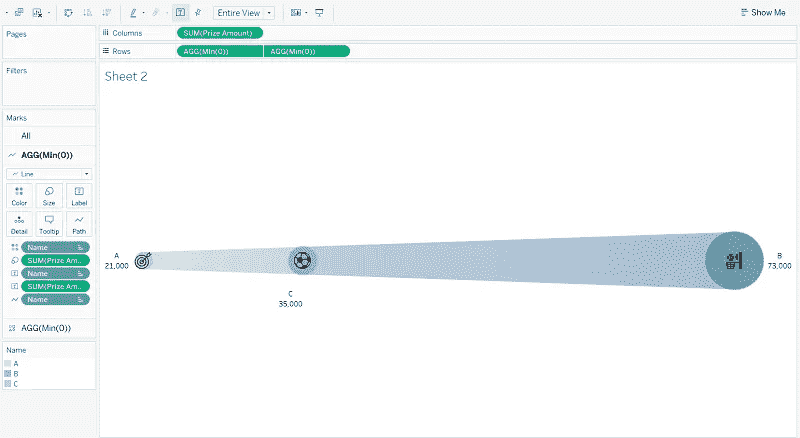 Entire View
Show Me
Pages
Columns
SUM(Prize Amount)
Rows
AGG(Min(0))
AGG(Min(0))
Filters
Sheet 2
Marks
All
AGG(Min(0))
Line
Color
Size
Label
Detail
Tooltip
Path
Name
SUM(Prize Am..
Name
SUM(Prize Am..
Name
AGG(Min(0))
Name
A
B
C
A
21,000
C
35,000
B
73,000